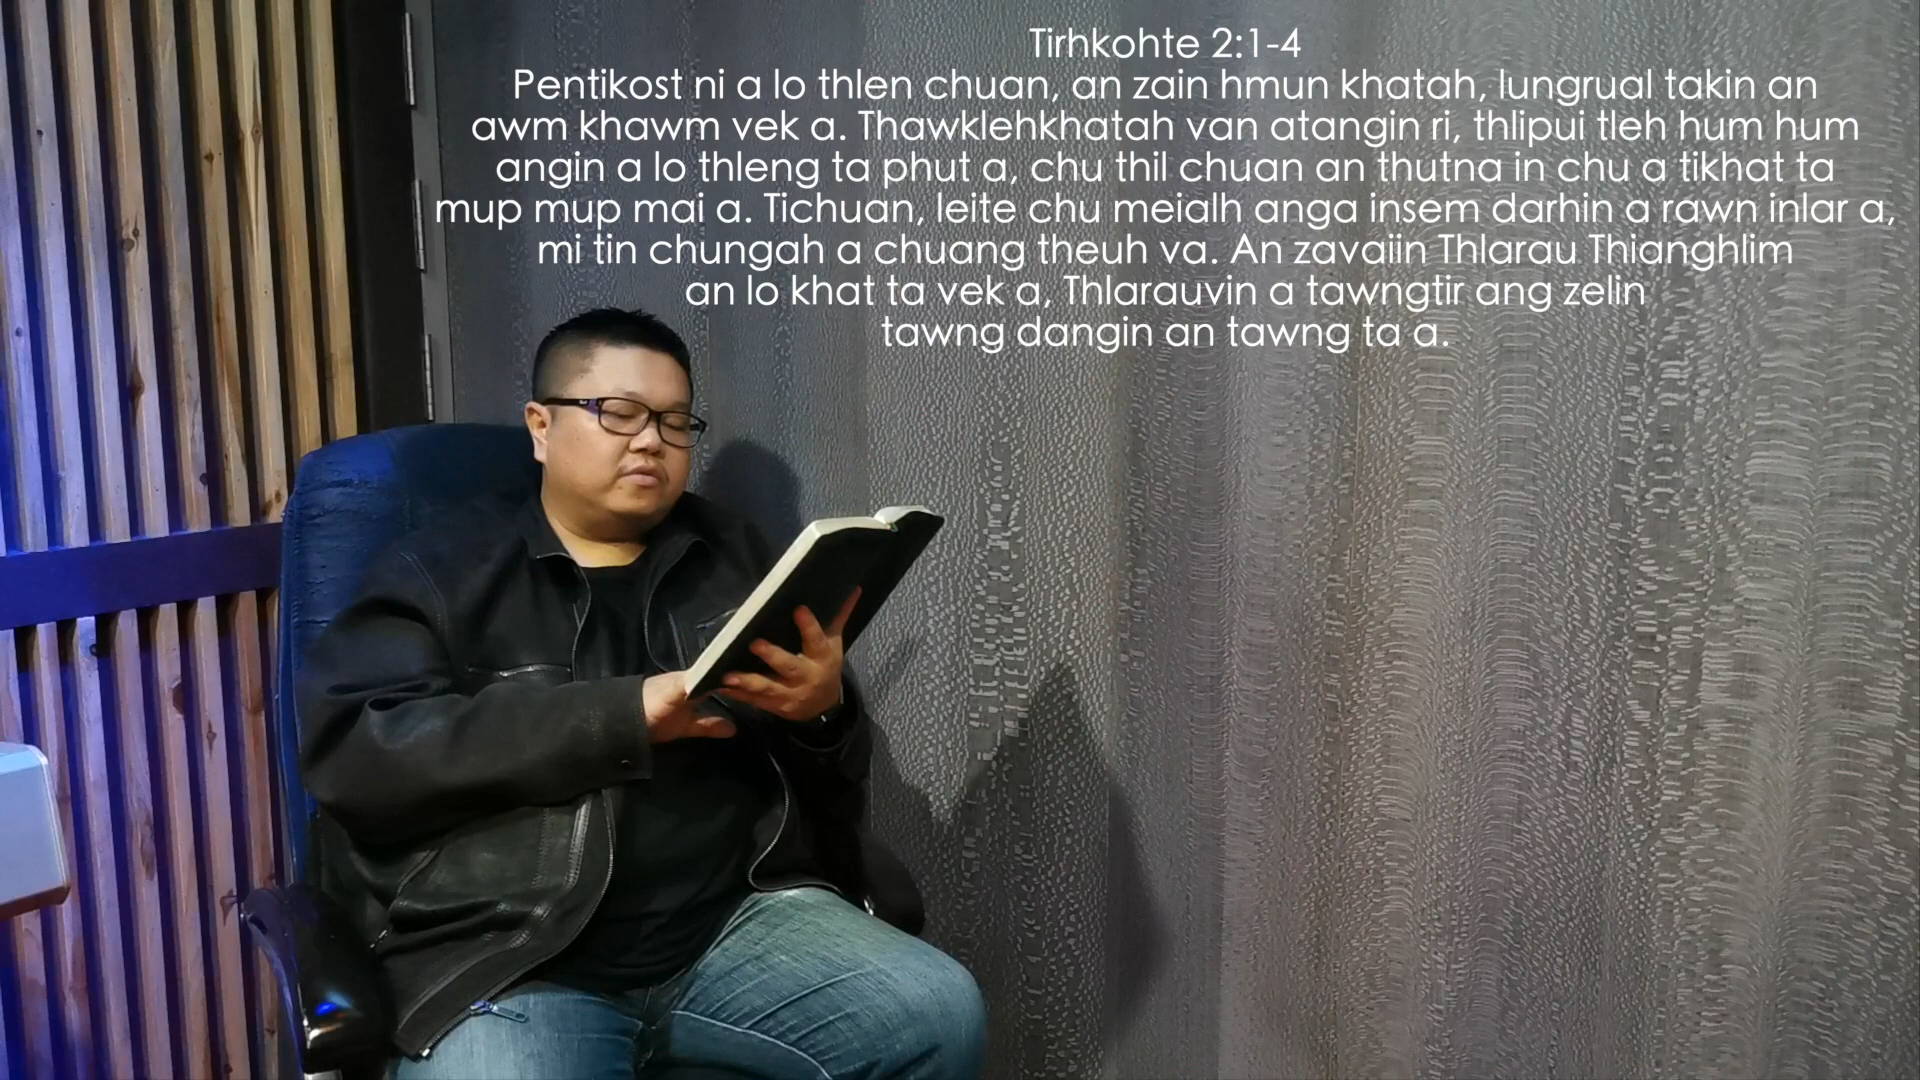 Tirhkohte 2:1-4
Pentikost ni a lo thlen chuan, an zain hmun khatah, lungrual takin an
awm khawm vek a. Thawklehkhatah van atangin ri, thlipui tleh hum hum
angin a lo thleng ta phut a, chu thil chuan an thutna in chu a tikhat ta
mup mup mai a. Tichuan, leite chu meialh anga insem darhin a rawn inlar a,
mi tin chungah a chuang theuh va. An zavaiin Thlarau Thianghlim
an lo khat ta vek a, Thlarauvin a tawngtir ang zelin
tawng dangin an tawng ta a.